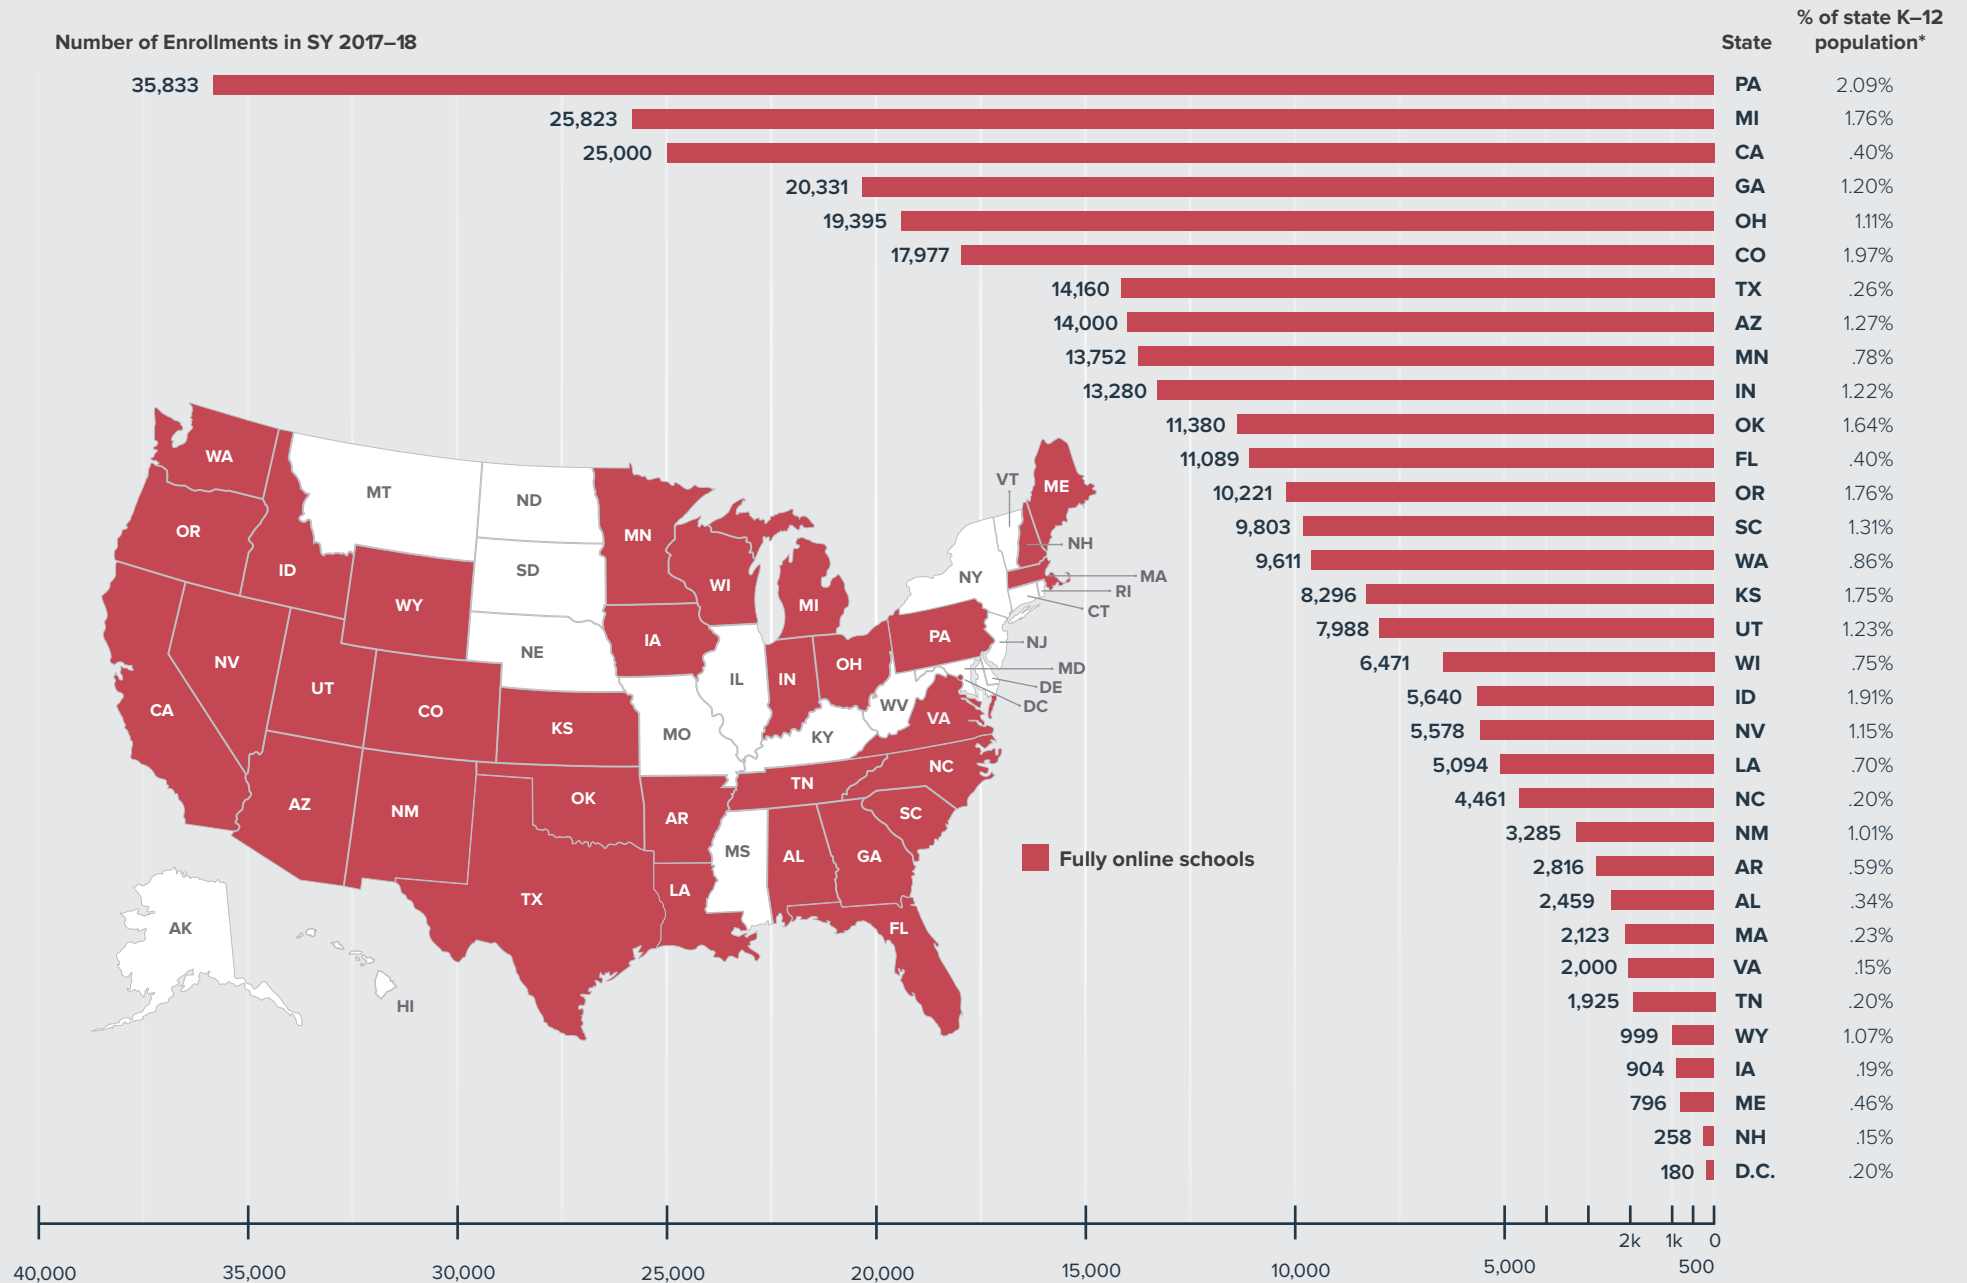 Number of Enrollments in SY 2017–18
State
% of state K–12
population*
35,833 PA 2.09%
25,823 MI 1.76%
25,000 CA .40%
20,331 GA 1.20%
19,395 OH 1.11%
17,977 CO 1.97%
14,160 TX .26%
14,000 AZ 1.27%
13,752 MN .78%
13,280 IN 1.22%
11,380 OK 1.64%
11,089 FL .40%
10,221 OR 1.76%
9,803 SC 1.31%
9,611 WA .86%
8,296 KS 1.75%
7,988 UT 1.23%
6,471 WI .75%
5,640 ID 1.91%
5,578 NV 1.15%
5,094 LA .70%
4,461 NC .20%
3,285 NM 1.01%
2,816 AR .59%
2,459 AL .34%
2,123 MA .23%
2,000 VA .15%
1,925 TN .20%
999 WY 1.07%
904 IA .19%
796 ME .46%
258 NH .15%
180 D.C. .20%
WA
MT
ND
VT
ME
OR
MN
NH
ID
SD
WI
NY
MA
RI
WY
MI
CT
IA
PA
NJ
NE
NV
UT
IL
IN
OH
MD
DE
DC
CA
CO
KS
MO
WV
VA
KY
NC
TN
AZ
NM
OK
AR
SC
MS
AL
GA
TX
LA
FL
AK
HI
Fully online schools
40,000
35,000
30,000
25,000
20,000
15,000
10,000
5,000
2k
1k
500
0